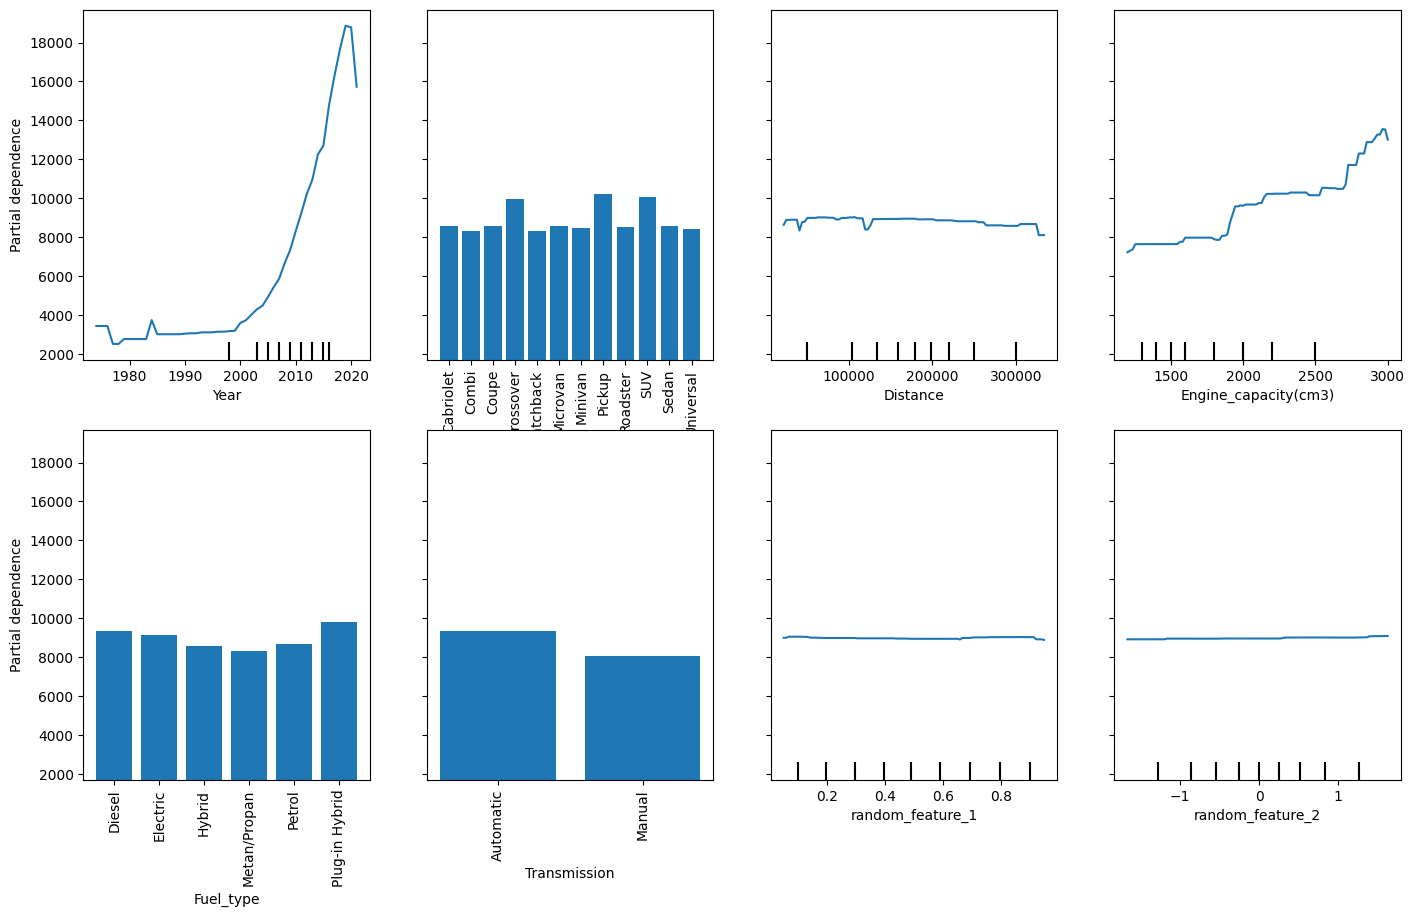 Partial dependence
18000
16000
14000
12000
10000
8000
6000
4000
2000
1980 1990 2000 2010 2020
Year
Cabriolet
Combi
Coupe
Microvan
Minivan
Pickup
Roadster
SUV
Sedan
100000 200000 300000
Distance
1500 2000 2500 3000
Engine_capacity(cm3)
Partial dependence
18000
16000
14000
12000
10000
8000
6000
4000
2000
Diesel
Electric
Hybrid
Metan/Propan
Petrol
Plug-in Hybrid
Fuel_type
Automatic
Manual
Transmission
0.2 0.4 0.6 0.8
random_feature_1
−1 0 1
random_feature_2